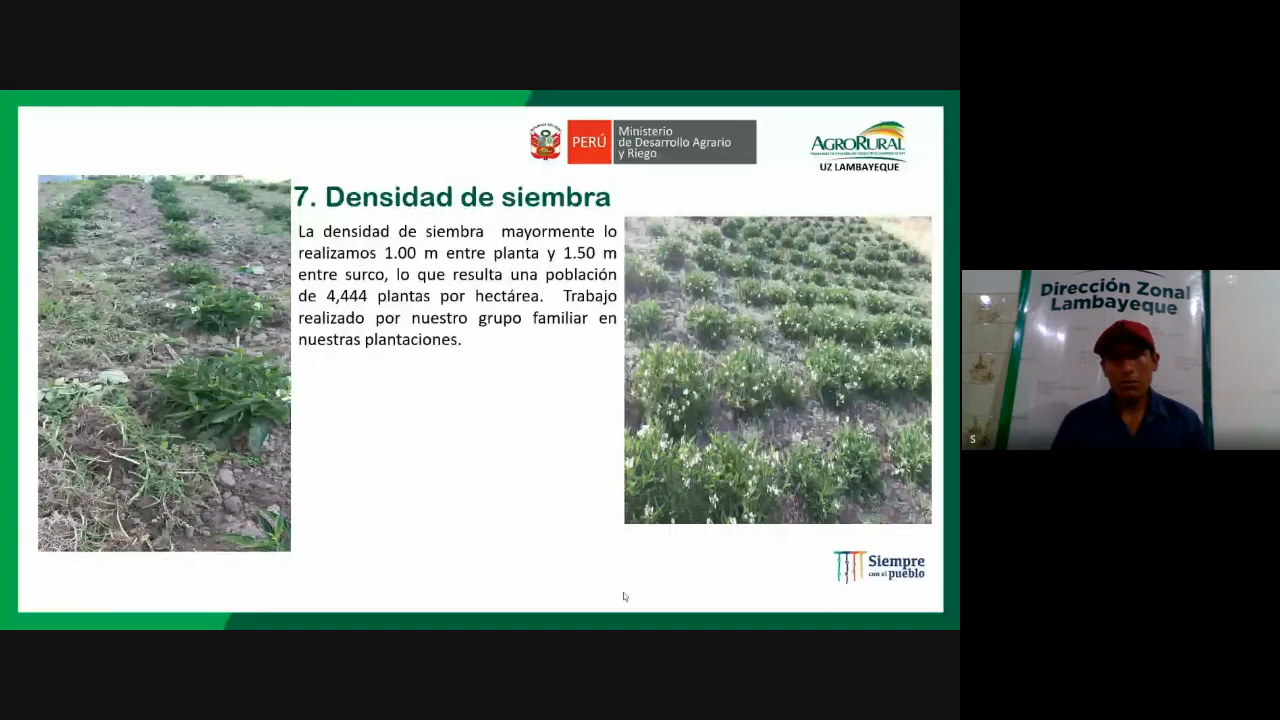 PERÚ
Ministerio
de Desarrollo Agrario
y Riego
AGRORURAL
UZ LAMBAYEQUE
7. Densidad de siembra
La densidad de siembra mayormente lo
realizamos 1.00 m entre planta y 1.50 m
entre surco, lo que resulta una población
de 4,444 plantas por hectárea. Trabajo
realizado por nuestro grupo familiar en
nuestras plantaciones.
Siempre
con el pueblo
Dirección Zonal
Lambayeque
S